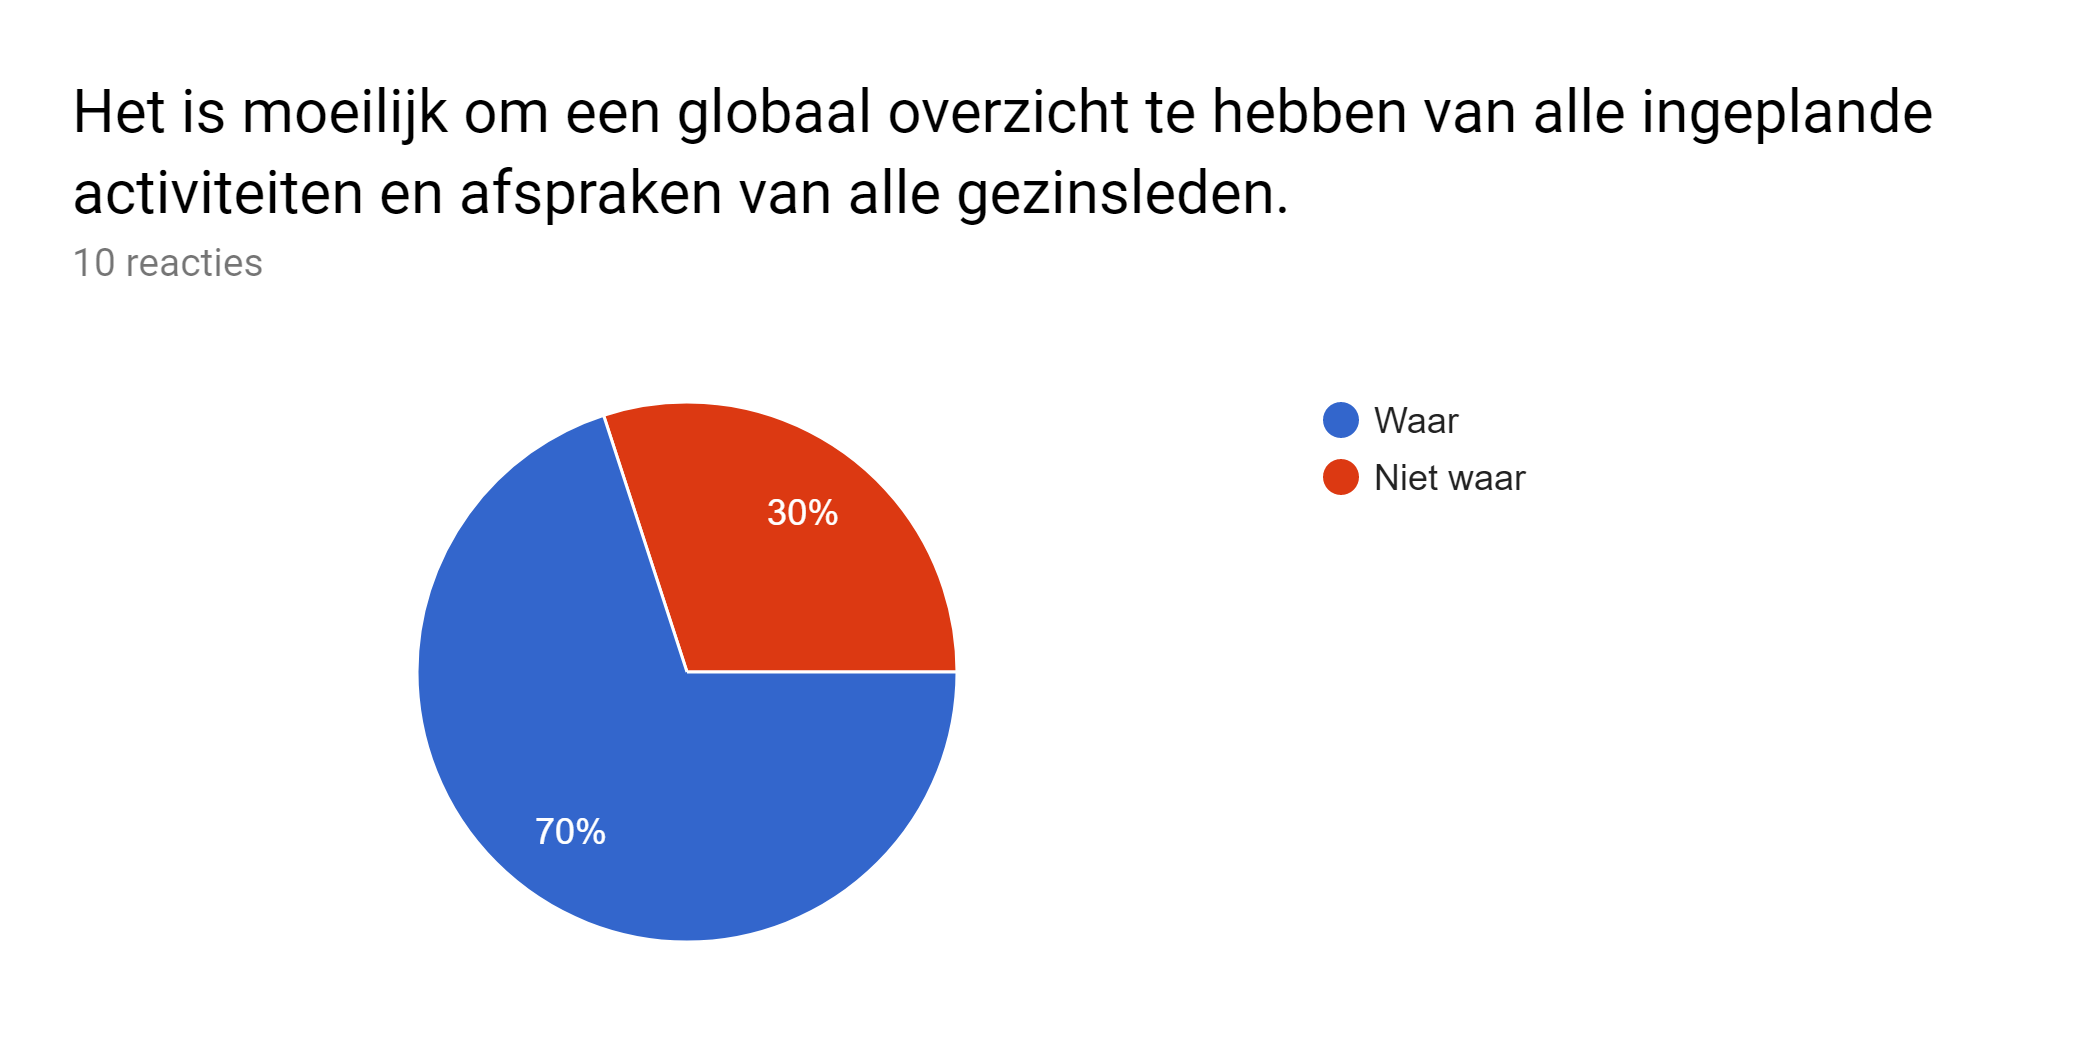 Het is moeilijk om een globaal overzicht te hebben van alle ingeplande
activiteiten en afspraken van alle gezinsleden.
10 reacties
Waar
Niet waar
30%
70%